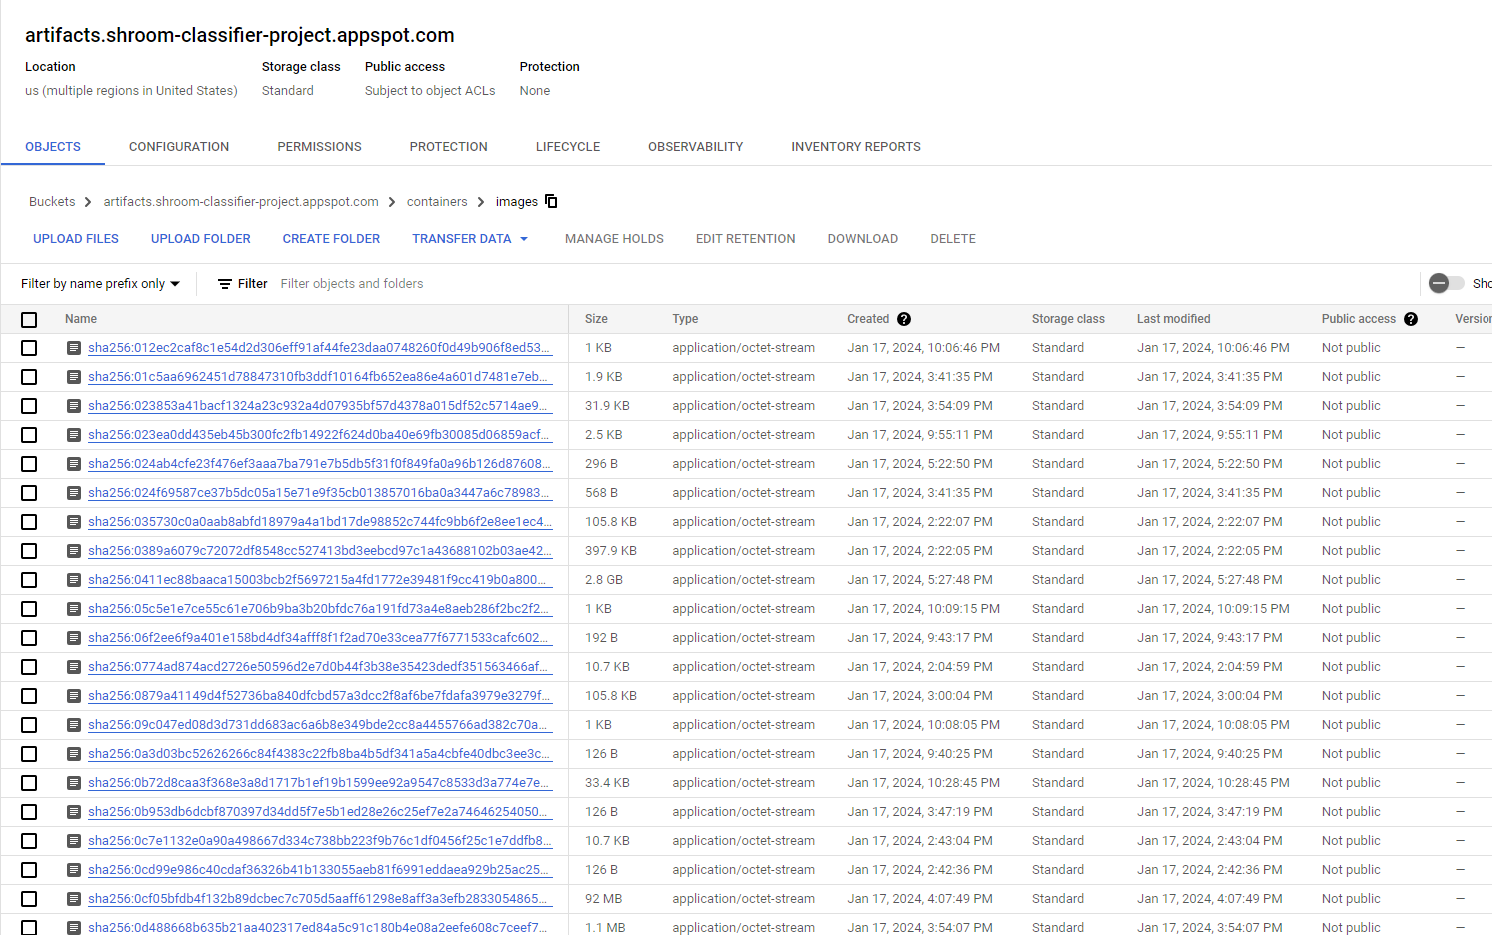 artifacts.shroom-classifier-project.appspot.com
Location Storage class Public access Protection
us (multiple regions in United States) Standard Subject to object ACLs None
OBJECTS CONFIGURATION PERMISSIONS PROTECTION LIFECYCLE OBSERVABILITY INVENTORY REPORTS
Buckets > artifacts.shroom-classifier-project.appspot.com > containers > images
UPLOAD FILES UPLOAD FOLDER CREATE FOLDER TRANSFER DATA MANAGE HOLDS EDIT RETENTION DOWNLOAD DELETE
Filter by name prefix only Filter Filter objects and folders Sho
Name Size Type Created Storage class Last modified Public access Version
sha256:012ec2caf8c1e54d2d306eff91af44fe23daa0748260f0d49b906f8ed53... 1 KB application/octet-stream Jan 17, 2024, 10:06:46 PM Standard Jan 17, 2024, 10:06:46 PM Not public —
sha256:01c5aa6962451d78847310fb3ddf10164fb652ea86e4a601d7481e7eb... 1.9 KB application/octet-stream Jan 17, 2024, 3:41:35 PM Standard Jan 17, 2024, 3:41:35 PM Not public —
sha256:023853a41bacf1324a23c932a4d07935bf57d4378a015df52c5714ae9... 31.9 KB application/octet-stream Jan 17, 2024, 3:54:09 PM Standard Jan 17, 2024, 3:54:09 PM Not public —
sha256:023ea0dd435eb45b300fc2fb14922f624d0ba40e69fb30085d06859acf... 2.5 KB application/octet-stream Jan 17, 2024, 9:55:11 PM Standard Jan 17, 2024, 9:55:11 PM Not public —
sha256:024ab4cfe23f476ef3aaa7ba791e7b5db5f31f0f849fa0a96b126d87608... 296 B application/octet-stream Jan 17, 2024, 5:22:50 PM Standard Jan 17, 2024, 5:22:50 PM Not public —
sha256:024f69587ce37b5dc05a15e71e9f35cb013857016ba0a3447a6c78983... 568 B application/octet-stream Jan 17, 2024, 3:41:35 PM Standard Jan 17, 2024, 3:41:35 PM Not public —
sha256:035730c0a0aab8abfd18979a4a1bd17de98852c744fc9bb6f2e8ee1ec4... 105.8 KB application/octet-stream Jan 17, 2024, 2:22:07 PM Standard Jan 17, 2024, 2:22:07 PM Not public —
sha256:0389a6079c72072df8548cc527413bd3eebcd97c1a43688102b03ae42... 397.9 KB application/octet-stream Jan 17, 2024, 2:22:05 PM Standard Jan 17, 2024, 2:22:05 PM Not public —
sha256:0411ec88baaca15003bcb2f5697215a4fd1772e39481f9cc419b0a800... 2.8 GB application/octet-stream Jan 17, 2024, 5:27:48 PM Standard Jan 17, 2024, 5:27:48 PM Not public —
sha256:05c5e1e7ce55c61e706b9ba3b20bfdc76a191fd73a4e8aeb286f2bc2f2... 1 KB application/octet-stream Jan 17, 2024, 10:09:15 PM Standard Jan 17, 2024, 10:09:15 PM Not public —
sha256:06f2ee6f9a401e158bd4df34afff8f1f2ad70e33cea77f6771533cafc602... 192 B application/octet-stream Jan 17, 2024, 9:43:17 PM Standard Jan 17, 2024, 9:43:17 PM Not public —
sha256:0774ad874acd2726e50596d2e7d0b44f3b38e35423dedf351563466af... 10.7 KB application/octet-stream Jan 17, 2024, 2:04:59 PM Standard Jan 17, 2024, 2:04:59 PM Not public —
sha256:0879a41149d4f52736ba840dfcbd57a3dcc2f8af6be7fdafa3979e3279f... 105.8 KB application/octet-stream Jan 17, 2024, 3:00:04 PM Standard Jan 17, 2024, 3:00:04 PM Not public —
sha256:09c047ed08d3d731dd683ac6a6b8e349bde2cc8a4455766ad382c70a... 1 KB application/octet-stream Jan 17, 2024, 10:08:05 PM Standard Jan 17, 2024, 10:08:05 PM Not public —
sha256:0a3d03bc52626266c84f4383c22fb8ba4b5df341a5a4cbfe40dbc3ee3c... 126 B application/octet-stream Jan 17, 2024, 9:40:25 PM Standard Jan 17, 2024, 9:40:25 PM Not public —
sha256:0b72d8caa3f368e3a8d1717b1ef19b1599ee92a9547c8533d3a774e7e... 33.4 KB application/octet-stream Jan 17, 2024, 10:28:45 PM Standard Jan 17, 2024, 10:28:45 PM Not public —
sha256:0b953db6dcbf870397d34dd5f7e5b1ed28e26c25ef7e2a74646254050... 126 B application/octet-stream Jan 17, 2024, 3:47:19 PM Standard Jan 17, 2024, 3:47:19 PM Not public —
sha256:0c7e1132e0a90a498667d334c738bb223f9b76c1df0456f25c1e7ddfb8... 10.7 KB application/octet-stream Jan 17, 2024, 2:43:04 PM Standard Jan 17, 2024, 2:43:04 PM Not public —
sha256:0cd99e986c40cdaf36326b41b133055aeb81f6991eddaea929b25ac25... 126 B application/octet-stream Jan 17, 2024, 2:42:36 PM Standard Jan 17, 2024, 2:42:36 PM Not public —
sha256:0cf05bfdb4f132b89dcbec7c705d5aaff61298e8aff3a3efb2833054865... 92 MB application/octet-stream Jan 17, 2024, 4:07:49 PM Standard Jan 17, 2024, 4:07:49 PM Not public —
sha256:0d488668b635b21aa402317ed84a5c91c180b4e08a2eefe608c7ceef7... 1.1 MB application/octet-stream Jan 17, 2024, 3:54:07 PM Standard Jan 17, 2024, 3:54:07 PM Not public —